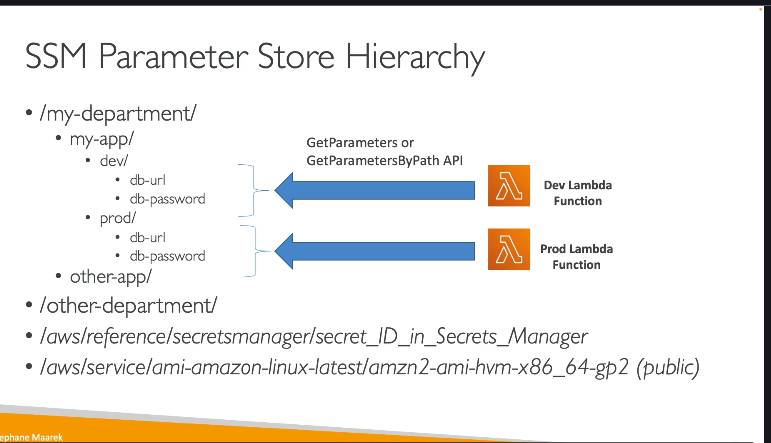 SSM Parameter Store Hierarchy
• /my-department/
• my-app/
• dev/
• db-url
• db-password
• prod/
• db-url
• db-password
• other-app/
GetParameters or
GetParametersByPath API
Dev Lambda
Function
Prod Lambda
Function
• /other-department/
• /aws/reference/secretsmanager/secret_ID_in_Secrets_Manager
• /aws/service/ami-amazon-linux-latest/amzn2-ami-hvm-x86_64-gp2 (public)
ephane Maarek